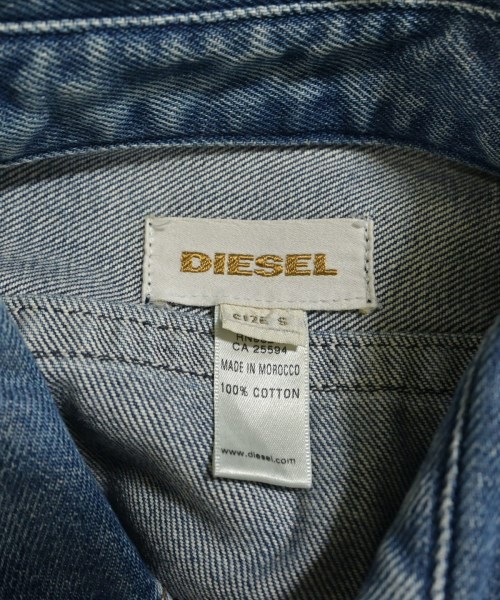 DIESEL
SIZE S
CA 25594
MADE IN MOROCCO
100% COTTON
www.diesel.com